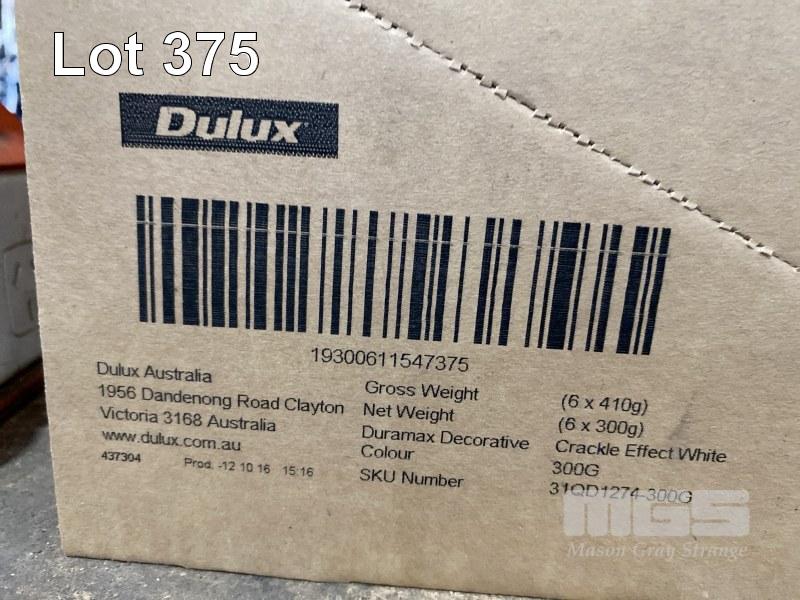 Lot 375
Dulux
19300611547375
Dulux Australia
1956 Dandenong Road Clayton
Victoria 3168 Australia
www.dulux.com.au
437304 Prod. -12 10 16 15:16
Gross Weight (6 x 410g)
Net Weight (6 x 300g)
Duramax Decorative Crackle Effect White
Colour 300G
SKU Number 31QD1274-300G
MGS
Mason Gray Strange